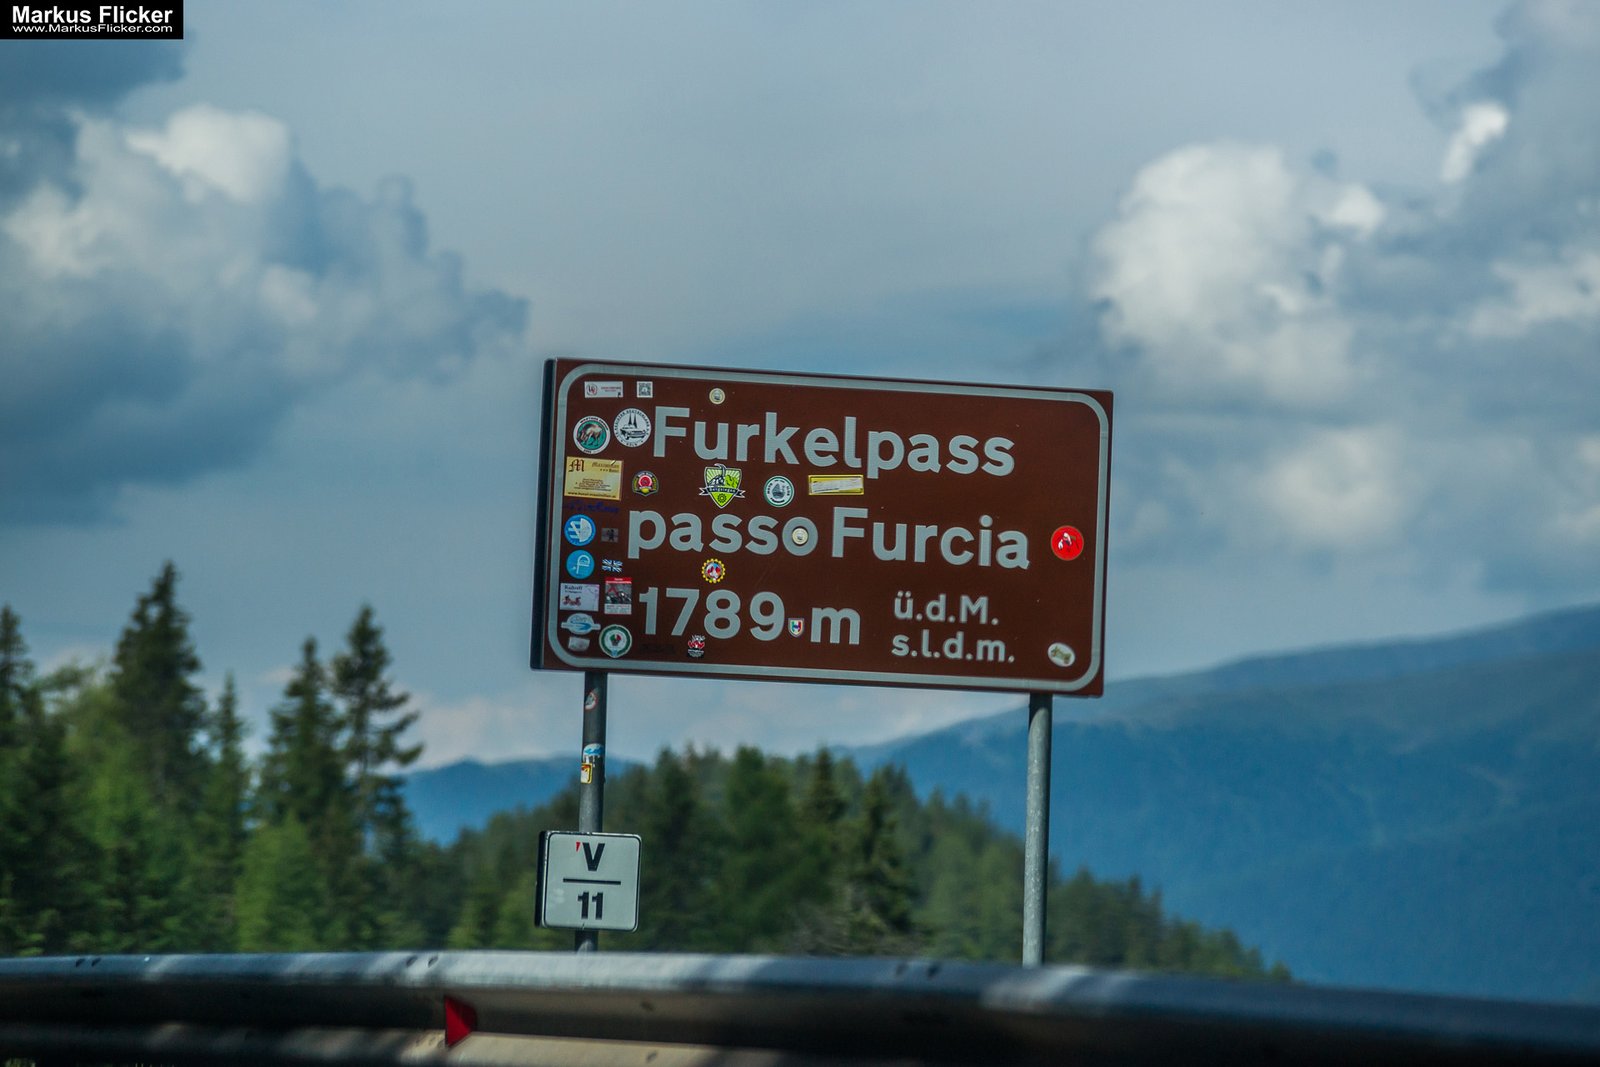 Markus Flicker
www.MarkusFlicker.com
Furkelpass
passo Furcia
1789 m
ü.d.M.
s.l.d.m.
V
11